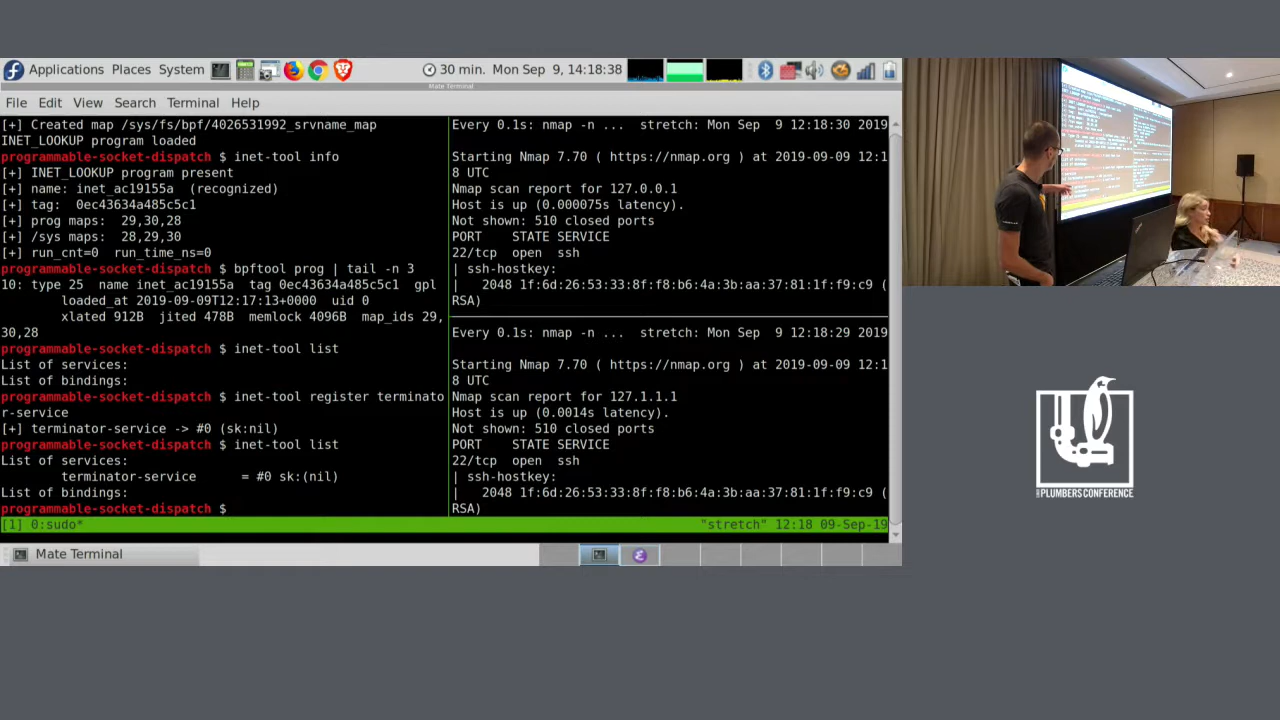 Applications Places System
30 min. Mon Sep 9, 14:18:38
Mate Terminal
File Edit View Search Terminal Help
[+] Created map /sys/fs/bpf/4026531992_srvname_map
INET_LOOKUP program loaded
programmable-socket-dispatch $ inet-tool info
[+] INET_LOOKUP program present
[+] name: inet_ac19155a (recognized)
[+] tag: 0ec43634a485c5c1
[+] prog maps: 29,30,28
[+] /sys maps: 28,29,30
[+] run_cnt=0 run_time_ns=0
programmable-socket-dispatch $ bpftool prog | tail -n 3
10: type 25 name inet_ac19155a tag 0ec43634a485c5c1 gpl
loaded_at 2019-09-09T12:17:13+0000 uid 0
xlated 912B jited 478B memlock 4096B map_ids 29,
30,28
programmable-socket-dispatch $ inet-tool list
List of services:
List of bindings:
programmable-socket-dispatch $ inet-tool register terminato
r-service
[+] terminator-service -> #0 (sk:nil)
programmable-socket-dispatch $ inet-tool list
List of services:
terminator-service = #0 sk:(nil)
List of bindings:
programmable-socket-dispatch $
Every 0.1s: nmap -n ... stretch: Mon Sep 9 12:18:30 2019
Starting Nmap 7.70 ( https://nmap.org ) at 2019-09-09 12:1
8 UTC
Nmap scan report for 127.0.0.1
Host is up (0.000075s latency).
Not shown: 510 closed ports
PORT STATE SERVICE
22/tcp open ssh
| ssh-hostkey:
| 2048 1f:6d:26:53:33:8f:f8:b6:4a:3b:aa:37:81:1f:f9:c9 (
RSA)
Every 0.1s: nmap -n ... stretch: Mon Sep 9 12:18:29 2019
Starting Nmap 7.70 ( https://nmap.org ) at 2019-09-09 12:1
8 UTC
Nmap scan report for 127.1.1.1
Host is up (0.0014s latency).
Not shown: 510 closed ports
PORT STATE SERVICE
22/tcp open ssh
| ssh-hostkey:
| 2048 1f:6d:26:53:33:8f:f8:b6:4a:3b:aa:37:81:1f:f9:c9 (
RSA)
[1] 0:sudo*
"stretch" 12:18 09-Sep-19
Mate Terminal
PLUMBERS CONFERENCE